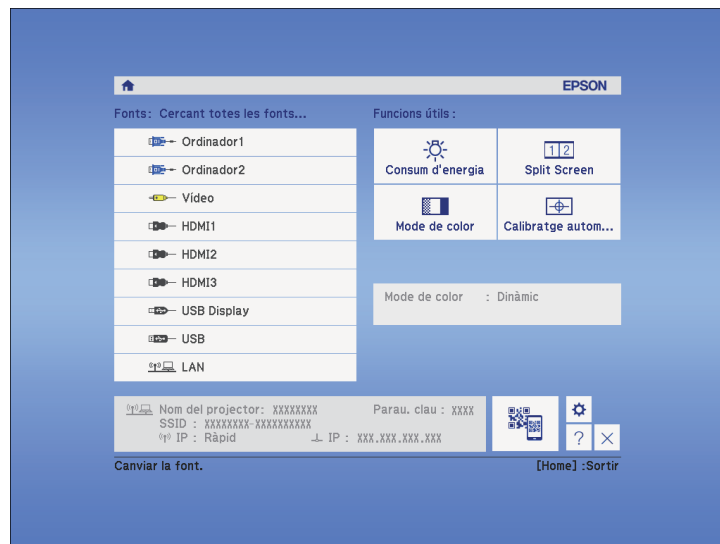 EPSON
Fonts: Cercant totes les fonts...
Ordinador1
Ordinador2
Vídeo
HDMI1
HDMI2
HDMI3
USB Display
USB
LAN
Funcions útils :
Consum d'energia
1 2
Split Screen
Mode de color
Calibratge autom...
Mode de color : Dinàmic
Nom del projector: XXXXXXXX Parau. clau : XXXX
SSID : XXXXXXXX-XXXXXXXXXX
IP : Ràpid IP : XXX.XXX.XXX.XXX
?
Canviar la font. [Home] :Sortir